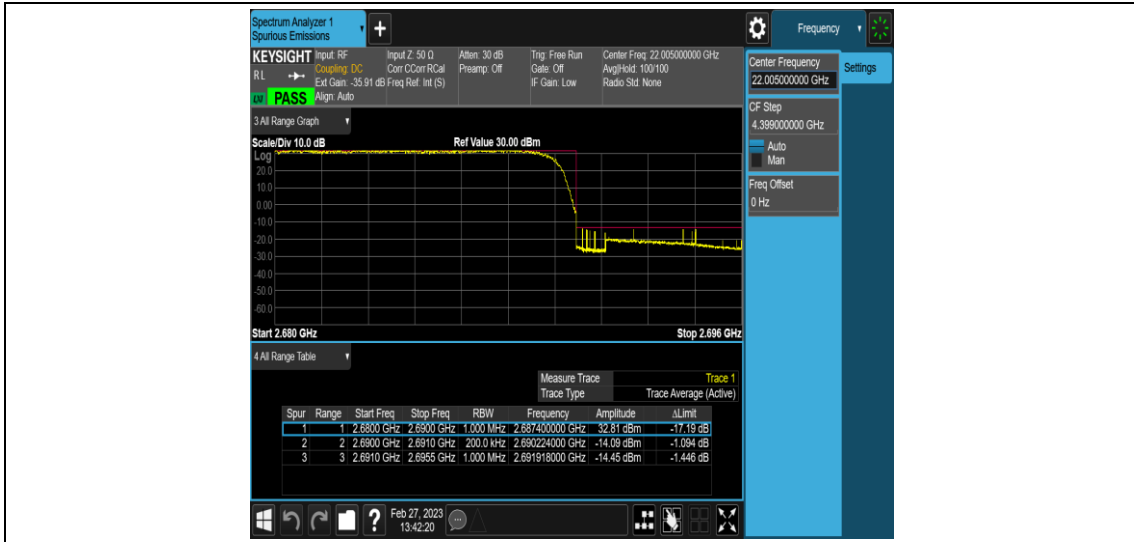 Spectrum Analyzer 1
Spurious Emissions
+
Frequency
KEYSIGHT Input: RF Input Z: 50 Ω Atten: 30 dB Trig: Free Run Center Freq: 22.005000000 GHz
RL Coupling: DC Corr CCorr RCal Preamp: Off Gate: Off Avg|Hold: 100/100
Ext Gain: -35.91 dB Freq Ref: Int (S) IF Gain: Low Radio Std: None
PASS Align: Auto
Center Frequency
22.005000000 GHz
Settings
CF Step
4.399000000 GHz
Auto
Man
Freq Offset
0 Hz
3 All Range Graph
Scale/Div 10.0 dB Ref Value 30.00 dBm
Log
20.0
10.0
0.00
-10.0
-20.0
-30.0
-40.0
-50.0
-60.0
Start 2.680 GHz Stop 2.696 GHz
4 All Range Table
Measure Trace Trace 1
Trace Type Trace Average (Active)
Spur Range Start Freq Stop Freq RBW Frequency Amplitude ΔLimit
1 1 2.6800 GHz 2.6900 GHz 1.000 MHz 2.687400000 GHz 32.81 dBm -17.19 dB
2 2 2.6900 GHz 2.6910 GHz 200.0 kHz 2.690224000 GHz -14.09 dBm -1.094 dB
3 3 2.6910 GHz 2.6955 GHz 1.000 MHz 2.691918000 GHz -14.45 dBm -1.446 dB
? Feb 27, 2023
13:42:20